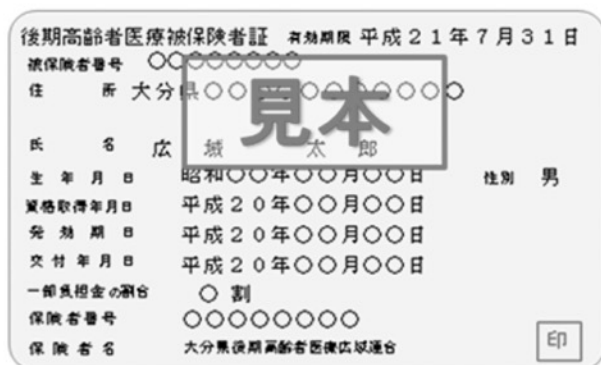 後期高齢者医療被保険者証 有効期限 平成21年7月31日
被保険者番号 ○○○○○○○○
住所 大分県○○○○○○○○○○○
見本
氏名 広域 太郎
生年月日 昭和○○年○○月○○日 性別 男
資格取得年月日 平成20年○○月○○日
発効期日 平成20年○○月○○日
交付年月日 平成20年○○月○○日
一部負担金の割合 ○割
保険者番号 ○○○○○○○○
保険者名 大分県後期高齢者医療広域連合
印